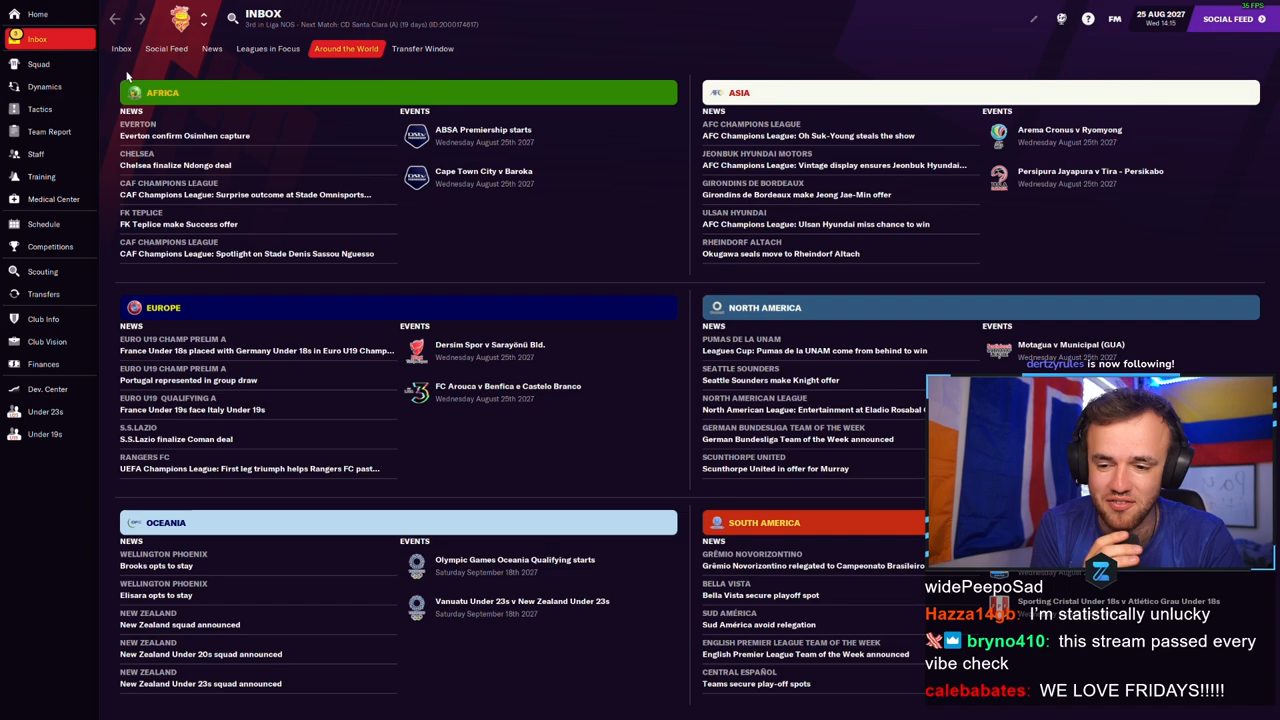 Home
Inbox
Squad
Dynamics
Tactics
Team Report
Staff
Training
Medical Center
Schedule
Competitions
Scouting
Transfers
Club Info
Club Vision
Finances
Dev. Center
Under 23s
Under 19s
INBOX
3rd in Liga NOS - Next Match: CD Santa Clara (A) (19 days) (ID:2000174617)
FM
25 AUG 2027
Wed 14:15
36 FPS
SOCIAL FEED
Inbox
Social Feed
News
Leagues in Focus
Around the World
Transfer Window
AFRICA
NEWS
EVERTON
Everton confirm Osimhen capture
CHELSEA
Chelsea finalize Ndongo deal
CAF CHAMPIONS LEAGUE
CAF Champions League: Surprise outcome at Stade Omnisports...
FK TEPLICE
FK Teplice make Success offer
CAF CHAMPIONS LEAGUE
CAF Champions League: Spotlight on Stade Denis Sassou Nguesso
EVENTS
ABSA Premiership starts
Wednesday August 25th 2027
Cape Town City v Baroka
Wednesday August 25th 2027
ASIA
NEWS
AFC CHAMPIONS LEAGUE
AFC Champions League: Oh Suk-Young steals the show
JEONBUK HYUNDAI MOTORS
AFC Champions League: Vintage display ensures Jeonbuk Hyundai...
GIRONDINS DE BORDEAUX
Girondins de Bordeaux make Jeong Jae-Min offer
ULSAN HYUNDAI
AFC Champions League: Ulsan Hyundai miss chance to win
RHEINDORF ALTACH
Okugawa seals move to Rheindorf Altach
EVENTS
Arema Cronus v Ryomyong
Wednesday August 25th 2027
Persipura Jayapura v Tira - Persikabo
Wednesday August 25th 2027
EUROPE
NEWS
EURO U19 CHAMP PRELIM A
France Under 18s placed with Germany Under 18s in Euro U19 Champ...
EURO U19 CHAMP PRELIM A
Portugal represented in group draw
EURO U19 QUALIFYING A
France Under 19s face Italy Under 19s
S.S.LAZIO
S.S.Lazio finalize Coman deal
RANGERS FC
UEFA Champions League: First leg triumph helps Rangers FC past...
EVENTS
Dersim Spor v Sarayönü Bld.
Wednesday August 25th 2027
FC Arouca v Benfica e Castelo Branco
Wednesday August 25th 2027
NORTH AMERICA
NEWS
PUMAS DE LA UNAM
Leagues Cup: Pumas de la UNAM come from behind to win
SEATTLE SOUNDERS
Seattle Sounders make Knight offer
NORTH AMERICAN LEAGUE
North American League: Entertainment at Eladio Rosabal
GERMAN BUNDESLIGA TEAM OF THE WEEK
German Bundesliga Team of the Week announced
SCUNTHORPE UNITED
Scunthorpe United in offer for Murray
EVENTS
Motagua v Municipal (GUA)
Wednesday August 25th 2027
dertzyrules is now following!
OCEANIA
NEWS
WELLINGTON PHOENIX
Brooks opts to stay
WELLINGTON PHOENIX
Elisara opts to stay
NEW ZEALAND
New Zealand squad announced
NEW ZEALAND
New Zealand Under 20s squad announced
NEW ZEALAND
New Zealand Under 23s squad announced
EVENTS
Olympic Games Oceania Qualifying starts
Saturday September 18th 2027
Vanuatu Under 23s v New Zealand Under 23s
Saturday September 18th 2027
SOUTH AMERICA
NEWS
GRÊMIO NOVORIZONTINO
Grêmio Novorizontino relegated to Campeonato Brasileiro
BELLA VISTA
Bella Vista secure playoff spot
SUD AMÉRICA
Sud América avoid relegation
ENGLISH PREMIER LEAGUE TEAM OF THE WEEK
English Premier League Team of the Week announced
CENTRAL ESPAÑOL
Teams secure play-off spots
Sporting Cristal Under 18s v Atlético Grau Under 18s
widePeepoSad
Hazza14gb: I'm statistically unlucky
bryno410: this stream passed every
vibe check
calebabates: WE LOVE FRIDAYS!!!!!